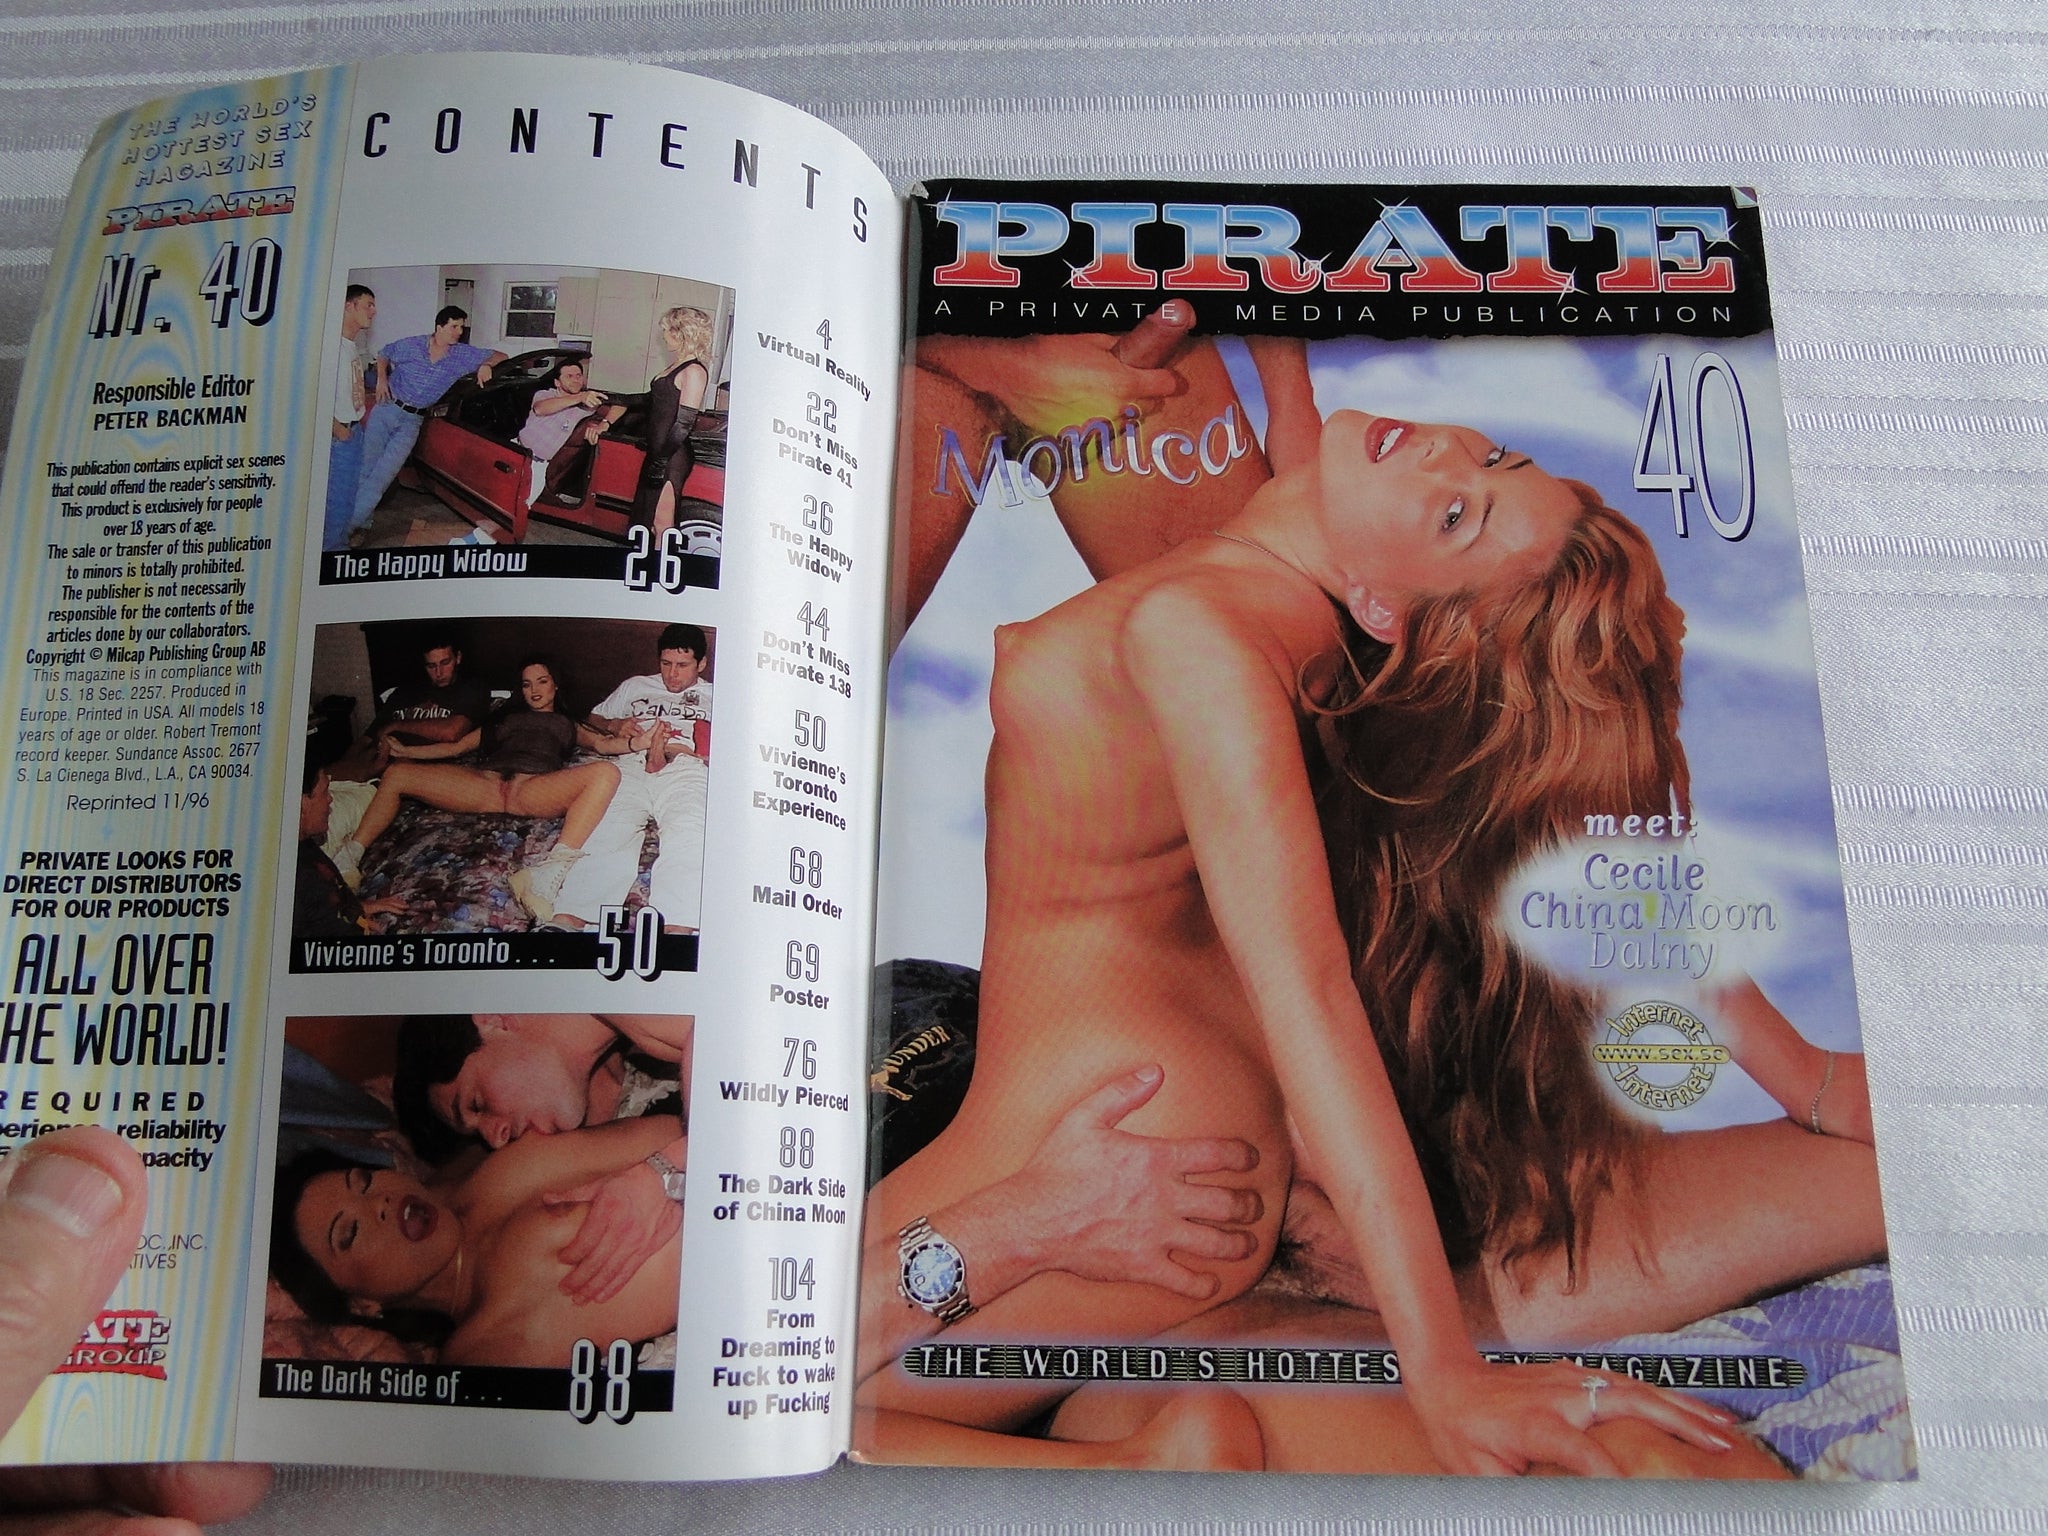 THE WORLD'S
HOTTEST SEX
MAGAZINE
PIRATE
Nr. 40
Responsible Editor
PETER BACKMAN
This publication contains explicit sex scenes
that could offend the reader's sensitivity.
This product is exclusively for people
over 18 years of age.
The sale or transfer of this publication
to minors is totally prohibited.
The publisher is not necessarily
responsible for the contents of the
articles done by our collaborators.
Copyright © Milcap Publishing Group AB
This magazine is in compliance with
U.S. 18 Sec. 2257. Produced in
Europe. Printed in USA. All models 18
years of age or older. Robert Tremont
record keeper. Sundance Assoc. 2677
S. La Cienega Blvd., L.A., CA 90034.
Reprinted 11/96
PRIVATE LOOKS FOR
DIRECT DISTRIBUTORS
FOR OUR PRODUCTS
ALL OVER
THE WORLD!
REQUIRED
reliability
OC., INC.
GROUP
CONTENTS
The Happy Widow 26
CANADA
Vivienne's Toronto... 50
The Dark Side of... 88
4
Virtual Reality
22
Don't Miss
Pirate 41
26
The Happy
Widow
44
Don't Miss
Private 138
50
Vivienne's
Toronto
Experience
68
Mail Order
69
Poster
76
Wildly Pierced
88
The Dark Side
of China Moon
104
From
Dreaming to
Fuck to wake
up Fucking
PIRATE
A PRIVATE MEDIA PUBLICATION
40
Monica
meet:
Cecile
China Moon
Dalny
Internet
www.sex.se
Internet
THE WORLD'S HOTTES MAGAZINE